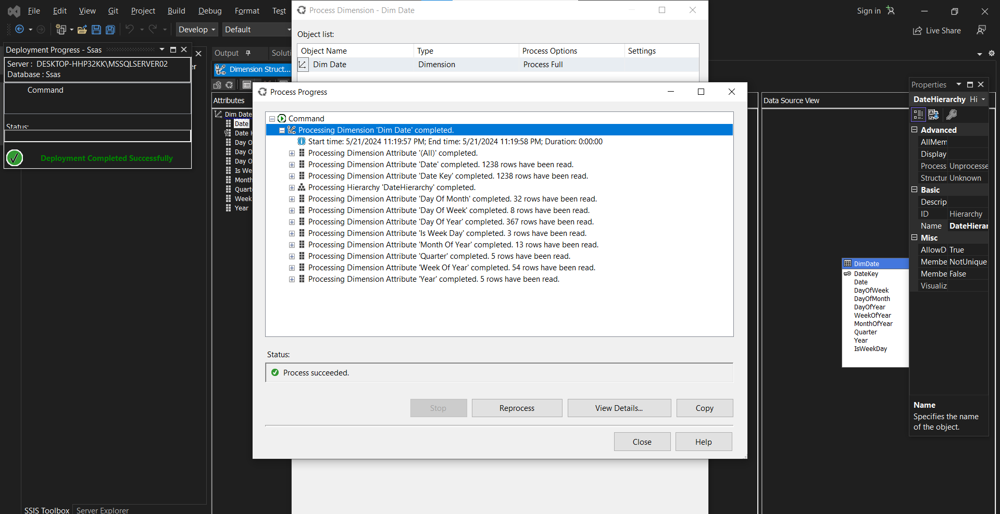 File Edit View Git Project Build Debug Format Test
Process Dimension - Dim Date
Sign in
Develop Default
Live Share
Object list:
Object Name Type Process Options Settings
Dim Date Dimension Process Full
Deployment Progress - Ssas
Server : DESKTOP-HHP32KK\MSSQLSERVER02
Database : Ssas
Command
Status:
Deployment Completed Successfully
er
Output Soluti
Dimension Struct...
Attributes
Dim Date
Date
Date
Day O
Day O
Day O
Is We
Month
Quart
Week
Year
Process Progress
Command
Processing Dimension 'Dim Date' completed.
Start time: 5/21/2024 11:19:57 PM; End time: 5/21/2024 11:19:58 PM; Duration: 0:00:00
Processing Dimension Attribute '(All)' completed.
Processing Dimension Attribute 'Date' completed. 1238 rows have been read.
Processing Dimension Attribute 'Date Key' completed. 1238 rows have been read.
Processing Hierarchy 'DateHierarchy' completed.
Processing Dimension Attribute 'Day Of Month' completed. 32 rows have been read.
Processing Dimension Attribute 'Day Of Week' completed. 8 rows have been read.
Processing Dimension Attribute 'Day Of Year' completed. 367 rows have been read.
Processing Dimension Attribute 'Is Week Day' completed. 3 rows have been read.
Processing Dimension Attribute 'Month Of Year' completed. 13 rows have been read.
Processing Dimension Attribute 'Quarter' completed. 5 rows have been read.
Processing Dimension Attribute 'Week Of Year' completed. 54 rows have been read.
Processing Dimension Attribute 'Year' completed. 5 rows have been read.
Status:
Process succeeded.
Stop Reprocess View Details... Copy
Close Help
Data Source View
DimDate
DateKey
Date
DayOfWeek
DayOfMonth
DayOfYear
WeekOfYear
MonthOfYear
Quarter
Year
IsWeekDay
Properties
DateHierarchy Hi
Advanced
AllMem
Display
Process Unprocesse
Structur Unknown
Basic
Descrip
ID Hierarchy
Name DateHierar
Misc
AllowD True
Membe NotUnique
Membe False
Visualiz
Name
Specifies the name
of the object.
SSIS Toolbox Server Explorer